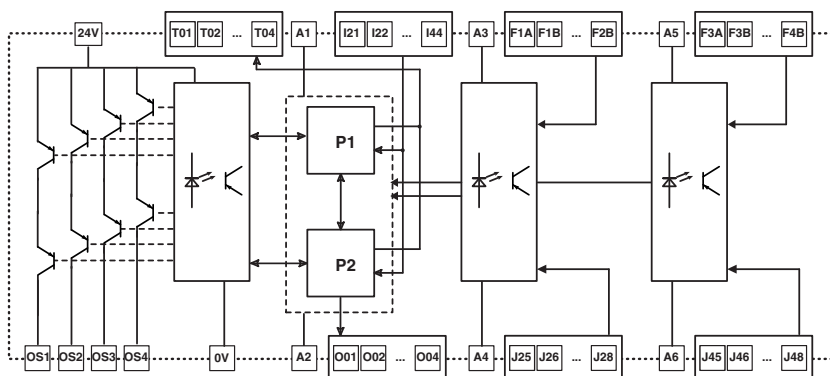 24V T01 T02 ... T04 A1 I21 I22 ... I44 A3 F1A F1B ... F2B A5 F3A F3B ... F4B
P1
P2
OS1 OS2 OS3 OS4 0V A2 O01 O02 ... O04 A4 J25 J26 ... J28 A6 J45 J46 ... J48